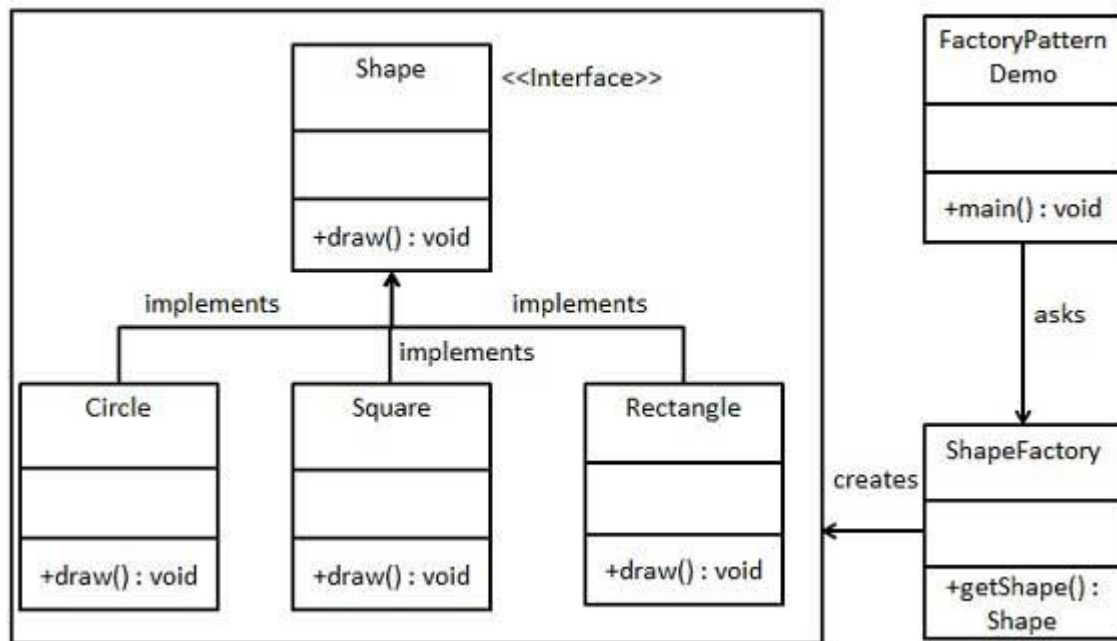 Shape
<<Interface>>
+draw() : void
implements
implements
implements
Circle
+draw() : void
Square
+draw() : void
Rectangle
+draw() : void
FactoryPattern
Demo
+main() : void
asks
ShapeFactory
+getShape() :
Shape
creates